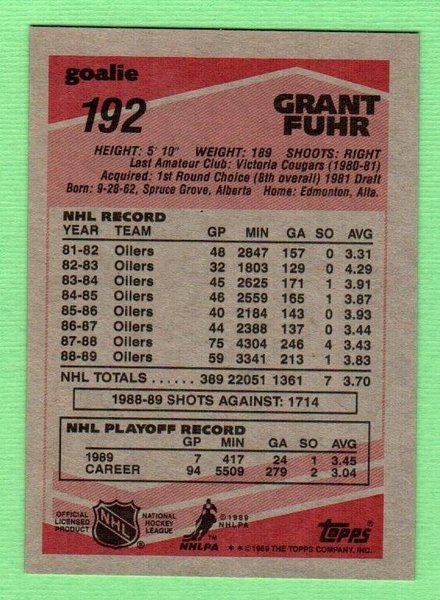 goalie
192
GRANT
FUHR
HEIGHT: 5' 10" WEIGHT: 189 SHOOTS: RIGHT
Last Amateur Club: Victoria Cougars (1980-81)
Acquired: 1st Round Choice (8th overall) 1981 Draft
Born: 9-28-62, Spruce Grove, Alberta Home: Edmonton, Alta.
NHL RECORD
YEAR TEAM GP MIN GA SO AVG
81-82 Oilers 48 2847 157 0 3.31
82-83 Oilers 32 1803 129 0 4.29
83-84 Oilers 45 2625 171 1 3.91
84-85 Oilers 46 2559 165 1 3.87
85-86 Oilers 40 2184 143 0 3.93
86-87 Oilers 44 2388 137 0 3.44
87-88 Oilers 75 4304 246 4 3.43
88-89 Oilers 59 3341 213 1 3.83
NHL TOTALS . . . . . . 389 22051 1361 7 3.70
1988-89 SHOTS AGAINST: 1714
NHL PLAYOFF RECORD
GP MIN GA SO AVG
1989 7 417 24 1 3.45
CAREER 94 5509 279 2 3.04
OFFICIAL
LICENSED
PRODUCT
NHL
NATIONAL
HOCKEY
LEAGUE
©1989
NHLPA
NHLPA
topps®
**©1989 THE TOPPS COMPANY, INC.